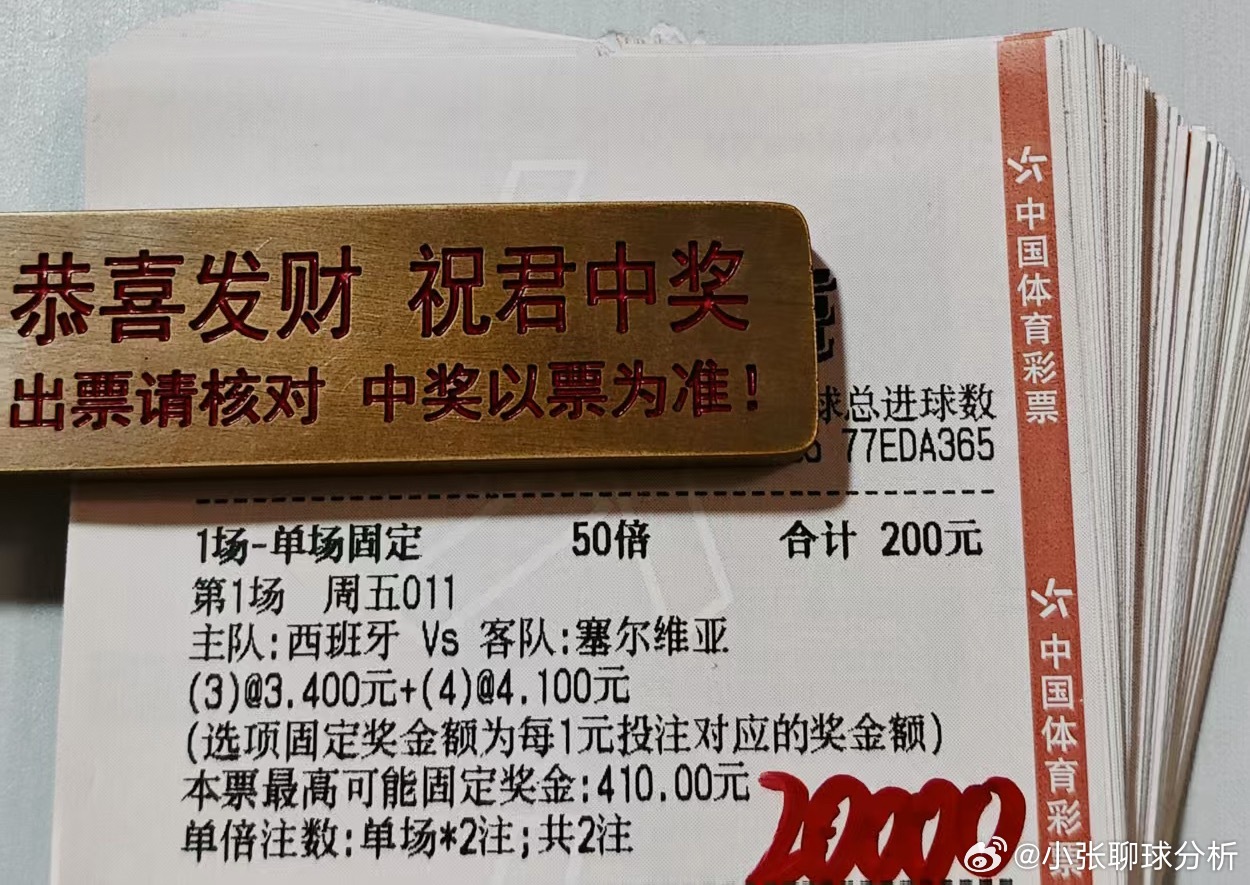 恭喜发财 祝君中奖
出票请核对 中奖以票为准!
球总进球数
77EDA365
1场-单场固定 50倍 合计 200元
第1场 周五011
主队:西班牙 Vs 客队:塞尔维亚
(3)@3.400元+(4)@4.100元
(选项固定奖金额为每1元投注对应的奖金额)
本票最高可能固定奖金:410.00元
单倍注数:单场*2注;共2注
20000
中国体育彩票
中国体育彩票
@小张聊球分析